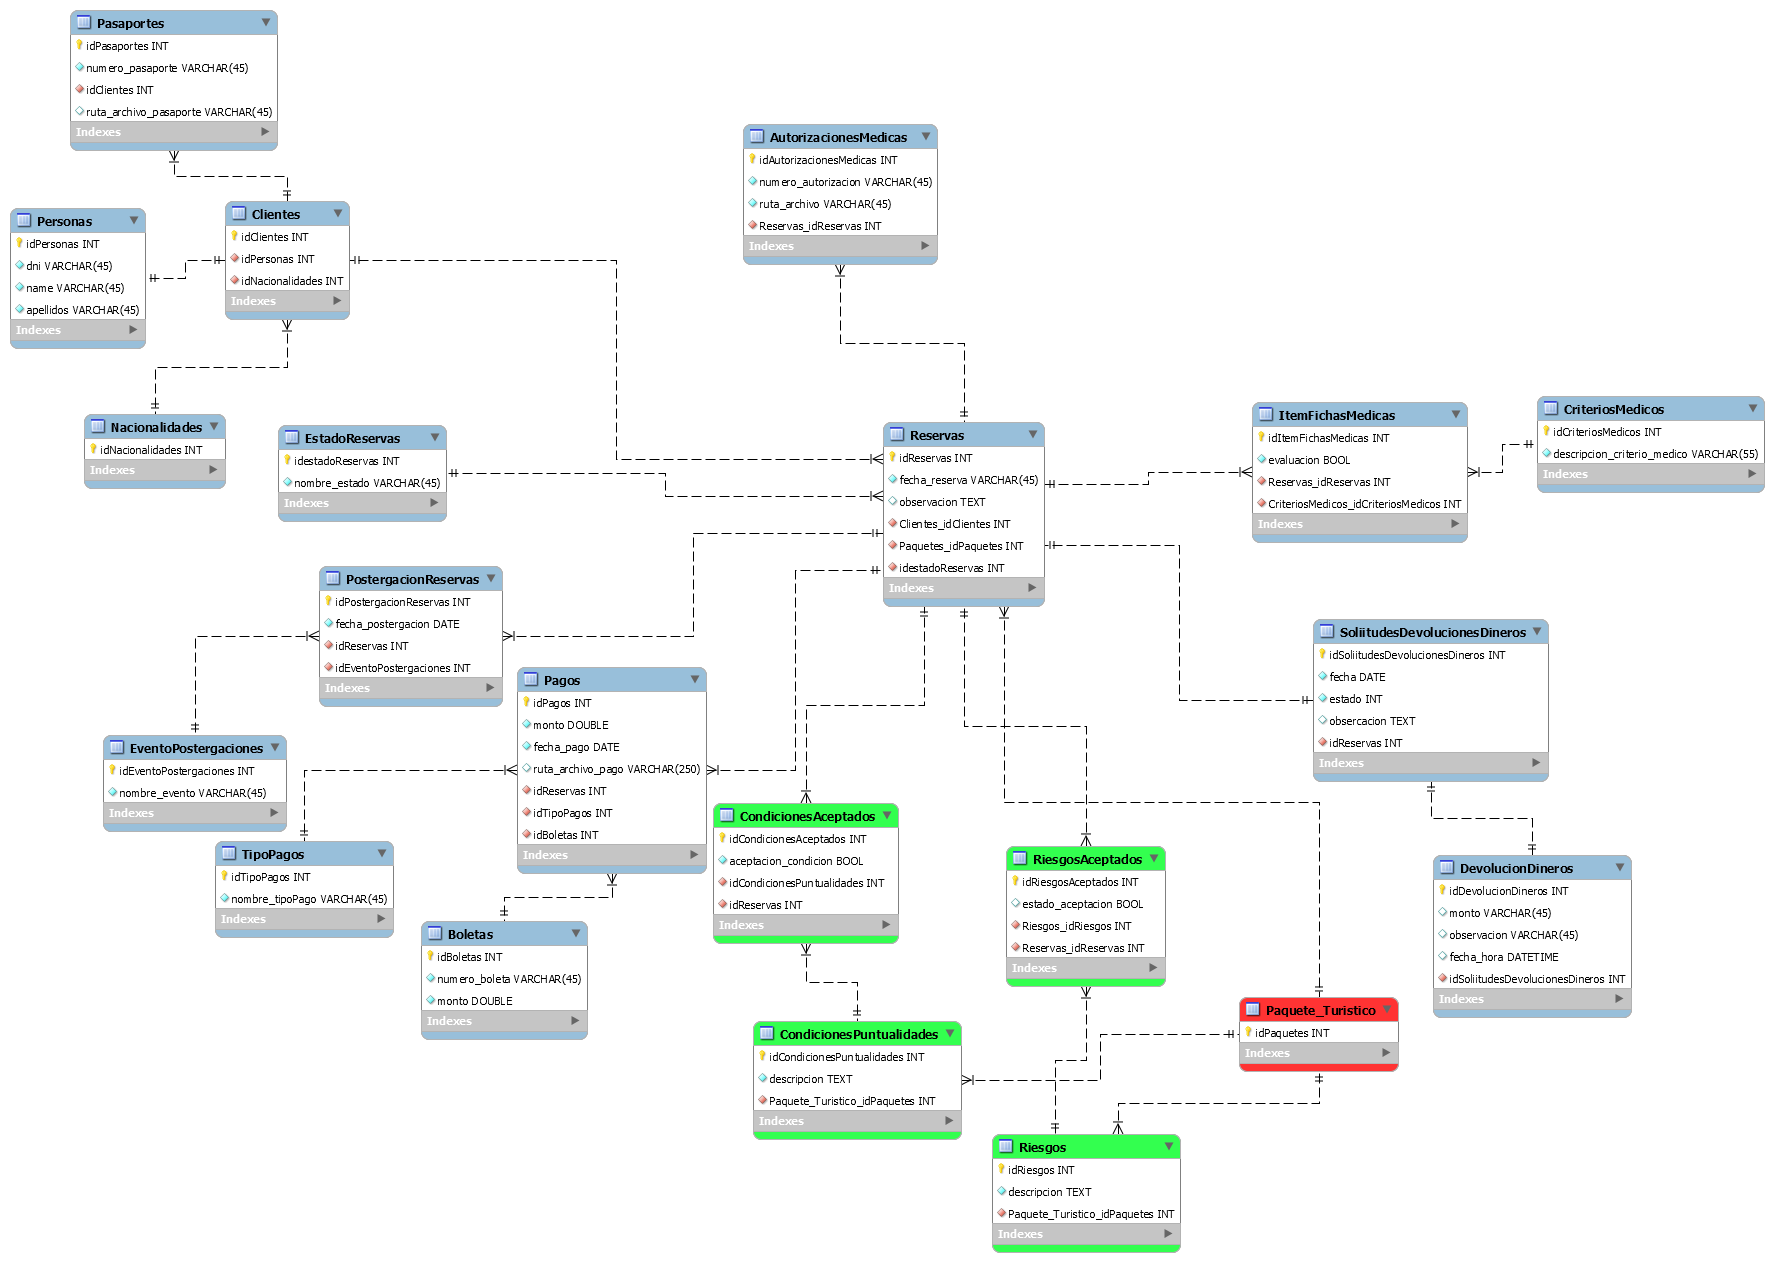 Pasaportes
idPasaportes INT
numero_pasaporte VARCHAR(45)
idClientes INT
ruta_archivo_pasaporte VARCHAR(45)
Indexes
Personas
idPersonas INT
dni VARCHAR(45)
name VARCHAR(45)
apellidos VARCHAR(45)
Indexes
Clientes
idClientes INT
idPersonas INT
idNacionalidades INT
Indexes
Nacionalidades
idNacionalidades INT
Indexes
AutorizacionesMedicas
idAutorizacionesMedicas INT
numero_autorizacion VARCHAR(45)
ruta_archivo VARCHAR(45)
Reservas_idReservas INT
Indexes
EstadoReservas
idestadoReservas INT
nombre_estado VARCHAR(45)
Indexes
Reservas
idReservas INT
fecha_reserva VARCHAR(45)
observacion TEXT
Clientes_idClientes INT
Paquetes_idPaquetes INT
idestadoReservas INT
Indexes
ItemFichasMedicas
idItemFichasMedicas INT
evaluacion BOOL
Reservas_idReservas INT
CriteriosMedicos_idCriteriosMedicos INT
Indexes
CriteriosMedicos
idCriteriosMedicos INT
descripcion_criterio_medico VARCHAR(55)
Indexes
PostergacionReservas
idPostergacionReservas INT
fecha_postergacion DATE
idReservas INT
idEventoPostergaciones INT
Indexes
SoliitudesDevolucionesDineros
idSoliitudesDevolucionesDineros INT
fecha DATE
estado INT
obsercacion TEXT
idReservas INT
Indexes
Pagos
idPagos INT
monto DOUBLE
fecha_pago DATE
ruta_archivo_pago VARCHAR(250)
idReservas INT
idTipoPagos INT
idBoletas INT
Indexes
EventoPostergaciones
idEventoPostergaciones INT
nombre_evento VARCHAR(45)
Indexes
TipoPagos
idTipoPagos INT
nombre_tipoPago VARCHAR(45)
Indexes
CondicionesAceptados
idCondicionesAceptados INT
aceptacion_condicion BOOL
idCondicionesPuntualidades INT
idReservas INT
Indexes
RiesgosAceptados
idRiesgosAceptados INT
estado_aceptacion BOOL
Riesgos_idRiesgos INT
Reservas_idReservas INT
Indexes
DevolucionDineros
idDevolucionDineros INT
monto VARCHAR(45)
observacion VARCHAR(45)
fecha_hora DATETIME
idSoliitudesDevolucionesDineros INT
Indexes
Boletas
idBoletas INT
numero_boleta VARCHAR(45)
monto DOUBLE
Indexes
Paquete_Turistico
idPaquetes INT
Indexes
CondicionesPuntualidades
idCondicionesPuntualidades INT
descripcion TEXT
Paquete_Turistico_idPaquetes INT
Indexes
Riesgos
idRiesgos INT
descripcion TEXT
Paquete_Turistico_idPaquetes INT
Indexes